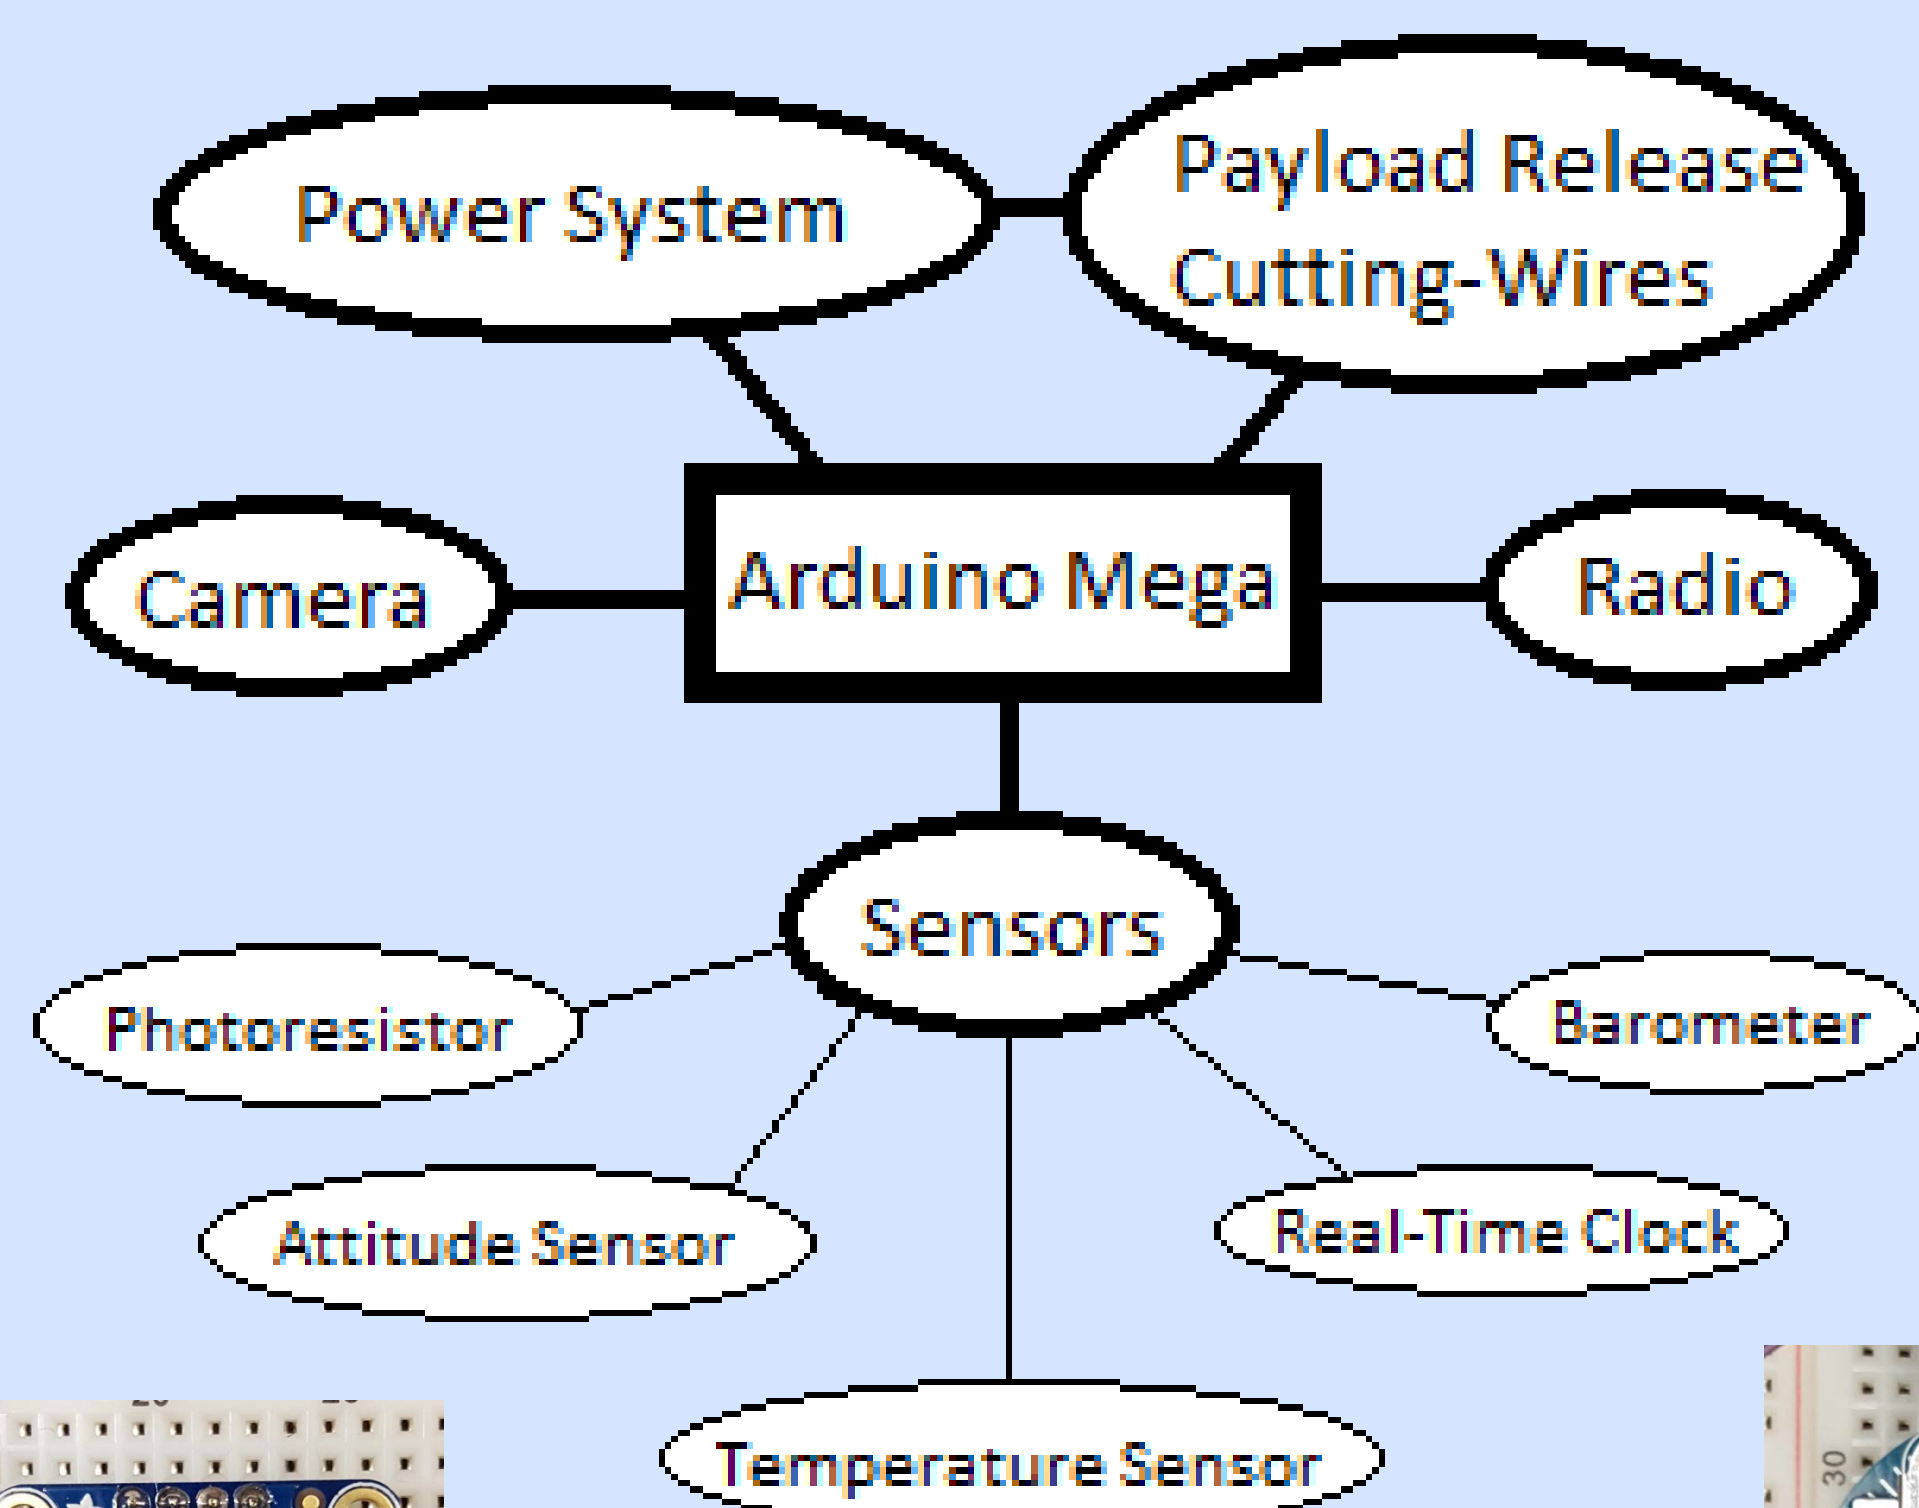 Power System
Payload Release
Cutting-Wires
Camera
Arduino Mega
Radio
Sensors
Photoresistor
Barometer
Attitude Sensor
Real-Time Clock
Temperature Sensor
30